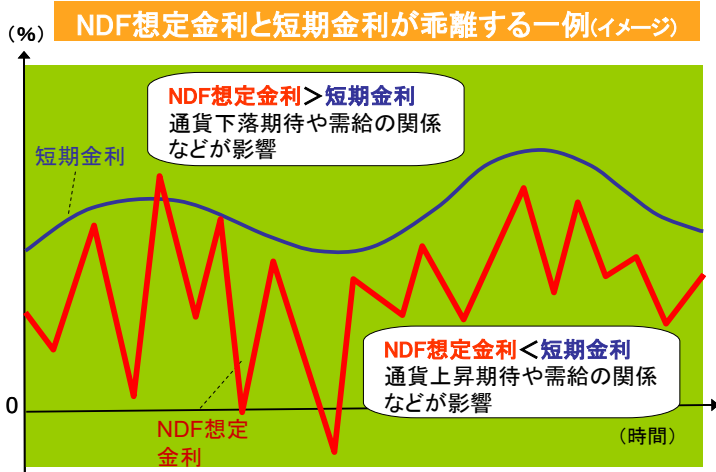 NDF想定金利と短期金利が乖離する一例(イメージ)
(%)
NDF想定金利＞短期金利
通貨下落期待や需給の関係
などが影響
短期金利
NDF想定金利＜短期金利
通貨上昇期待や需給の関係
などが影響
0
NDF想定
金利
(時間)